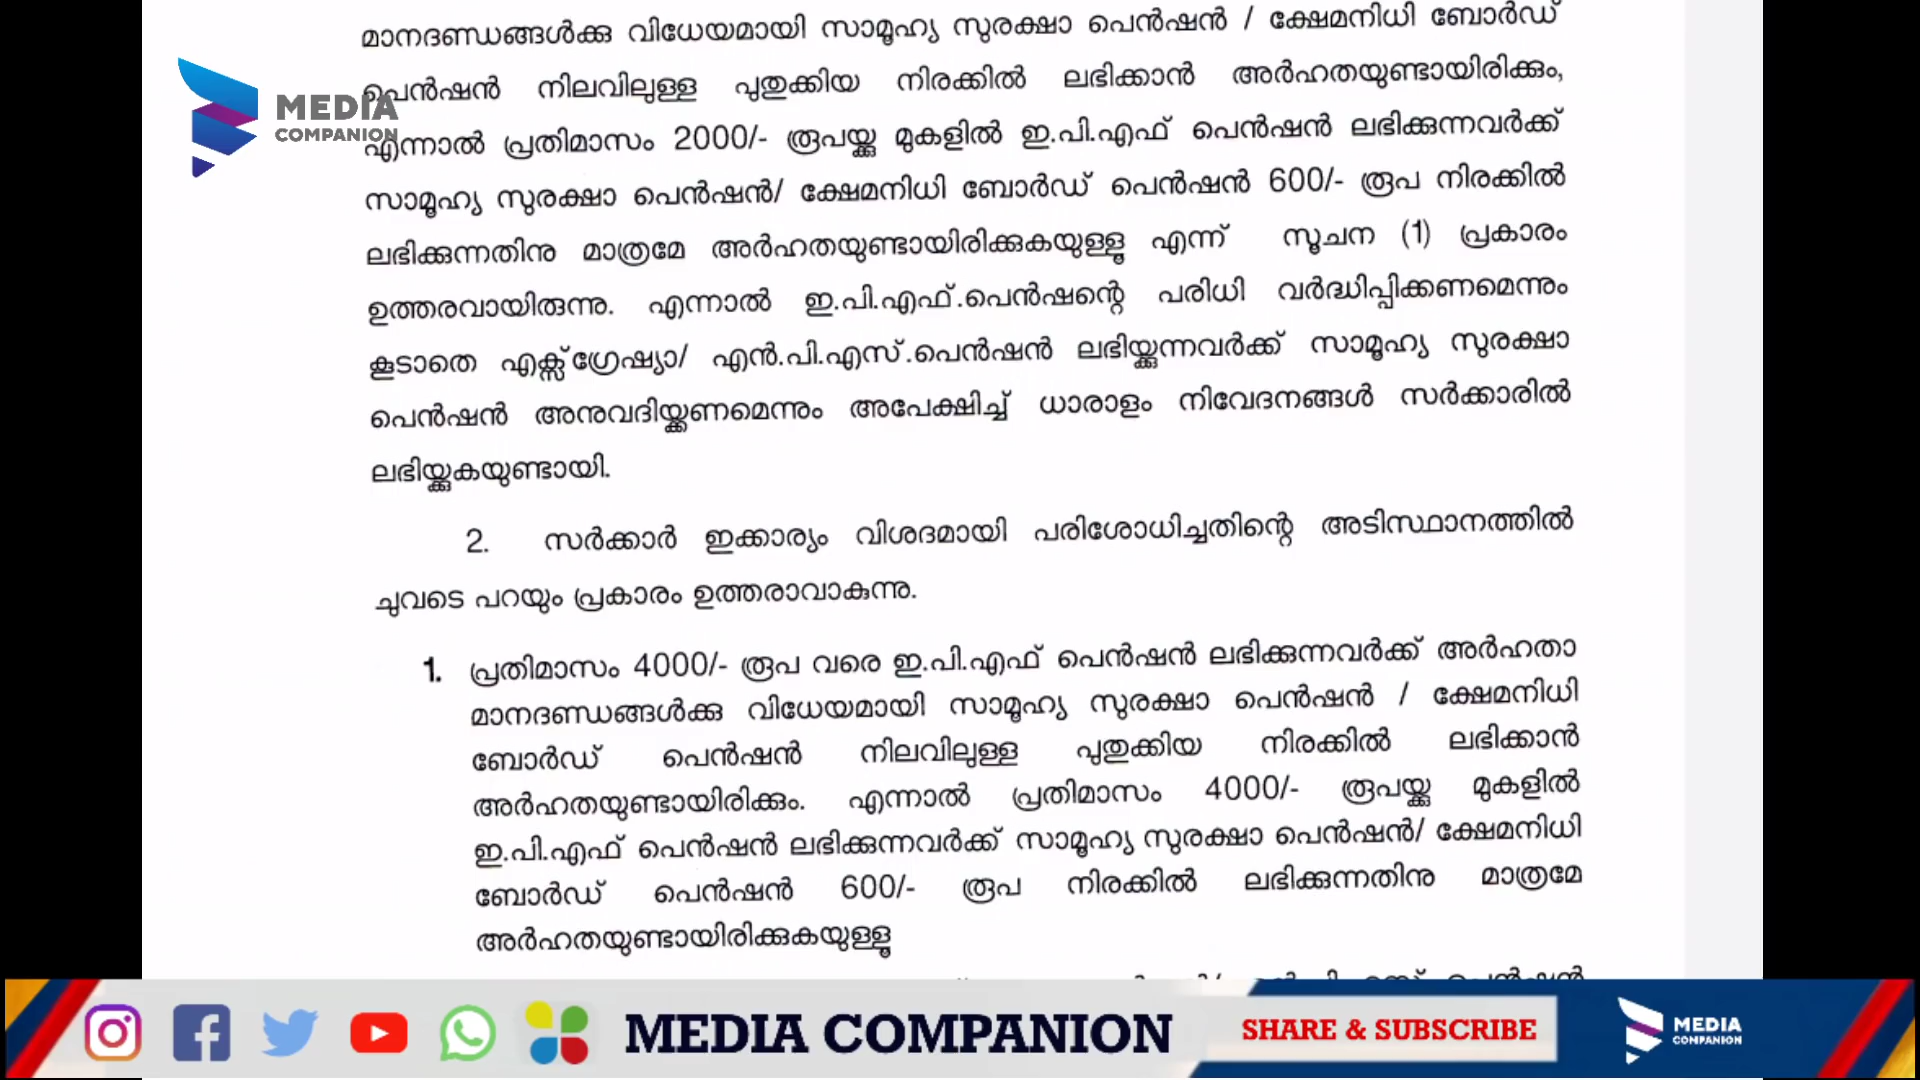 മാനദണ്ഡങ്ങൾക്കു വിധേയമായി സാമൂഹ്യ സുരക്ഷാ പെൻഷൻ / ക്ഷേമനിധി ബോർഡ്
പെൻഷൻ നിലവിലുള്ള പുതുക്കിയ നിരക്കിൽ ലഭിക്കാൻ അർഹതയുണ്ടായിരിക്കും,
MEDIA
COMPANION
എന്നാൽ പ്രതിമാസം 2000/- രൂപയ്ക്കു മുകളിൽ ഇ.പി.എഫ് പെൻഷൻ ലഭിക്കുന്നവർക്ക്
സാമൂഹ്യ സുരക്ഷാ പെൻഷൻ/ ക്ഷേമനിധി ബോർഡ് പെൻഷൻ 600/- രൂപ നിരക്കിൽ
ലഭിക്കുന്നതിനു മാത്രമേ അർഹതയുണ്ടായിരിക്കുകയുള്ളൂ എന്ന് സൂചന (1) പ്രകാരം
ഉത്തരവായിരുന്നു. എന്നാൽ ഇ.പി.എഫ്.പെൻഷന്റെ പരിധി വർദ്ധിപ്പിക്കണമെന്നും
കൂടാതെ എക്സ്ഗ്രേഷ്യാ/ എൻ.പി.എസ്.പെൻഷൻ ലഭിയ്ക്കുന്നവർക്ക് സാമൂഹ്യ സുരക്ഷാ
പെൻഷൻ അനുവദിയ്ക്കണമെന്നും അപേക്ഷിച്ച് ധാരാളം നിവേദനങ്ങൾ സർക്കാരിൽ
ലഭിയ്ക്കുകയുണ്ടായി.
2. സർക്കാർ ഇക്കാര്യം വിശദമായി പരിശോധിച്ചതിന്റെ അടിസ്ഥാനത്തിൽ
ചുവടെ പറയും പ്രകാരം ഉത്തരാവാകുന്നു.
1. പ്രതിമാസം 4000/- രൂപ വരെ ഇ.പി.എഫ് പെൻഷൻ ലഭിക്കുന്നവർക്ക് അർഹതാ
മാനദണ്ഡങ്ങൾക്കു വിധേയമായി സാമൂഹ്യ സുരക്ഷാ പെൻഷൻ / ക്ഷേമനിധി
ബോർഡ് പെൻഷൻ നിലവിലുള്ള പുതുക്കിയ നിരക്കിൽ ലഭിക്കാൻ
അർഹതയുണ്ടായിരിക്കും. എന്നാൽ പ്രതിമാസം 4000/- രൂപയ്ക്കു മുകളിൽ
ഇ.പി.എഫ് പെൻഷൻ ലഭിക്കുന്നവർക്ക് സാമൂഹ്യ സുരക്ഷാ പെൻഷൻ/ ക്ഷേമനിധി
ബോർഡ് പെൻഷൻ 600/- രൂപ നിരക്കിൽ ലഭിക്കുന്നതിനു മാത്രമേ
അർഹതയുണ്ടായിരിക്കുകയുള്ളൂ
പെൻഷൻ
MEDIA COMPANION
SHARE & SUBSCRIBE
MEDIA
COMPANION